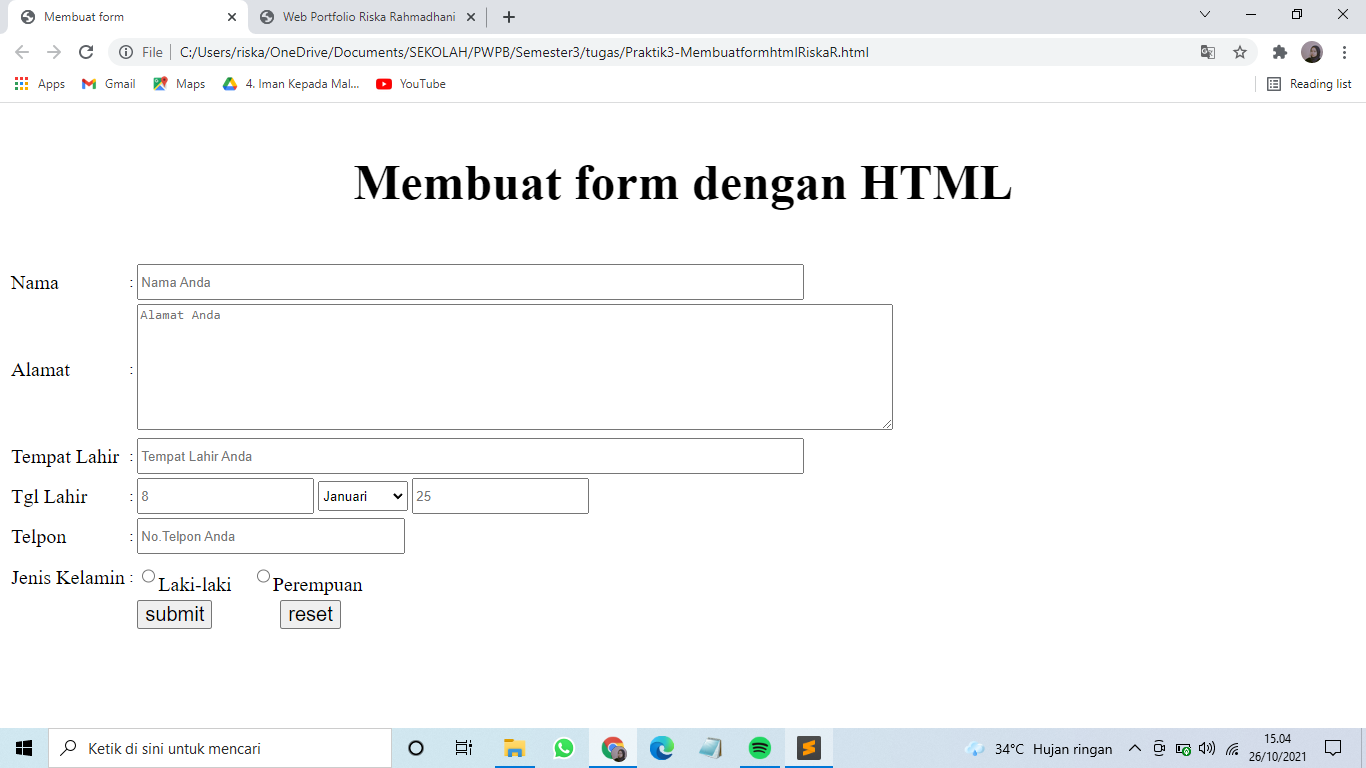 Membuat form
Web Portfolio Riska Rahmadhani
File C:/Users/riska/OneDrive/Documents/SEKOLAH/PWPB/Semester3/tugas/Praktik3-MembuatformhtmlRiskaR.html
Apps Gmail Maps 4. Iman Kepada Mal... YouTube Reading list
Membuat form dengan HTML
Nama : Nama Anda
Alamat : Alamat Anda
Tempat Lahir : Tempat Lahir Anda
Tgl Lahir : 8 Januari 25
Telpon : No.Telpon Anda
Jenis Kelamin : Laki-laki Perempuan
submit reset
Ketik di sini untuk mencari
34°C Hujan ringan
15.04
26/10/2021